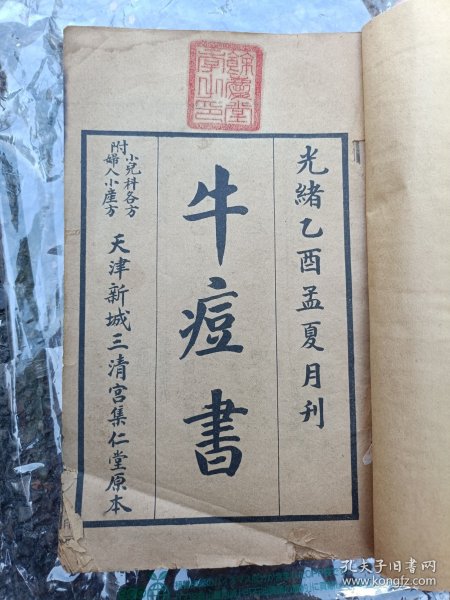 光緒乙酉孟夏月刊
牛痘書
附小兒科各方
婦人小產方
天津新城三清宮集仁堂原本
孔夫子旧书网
www.kongfz.com